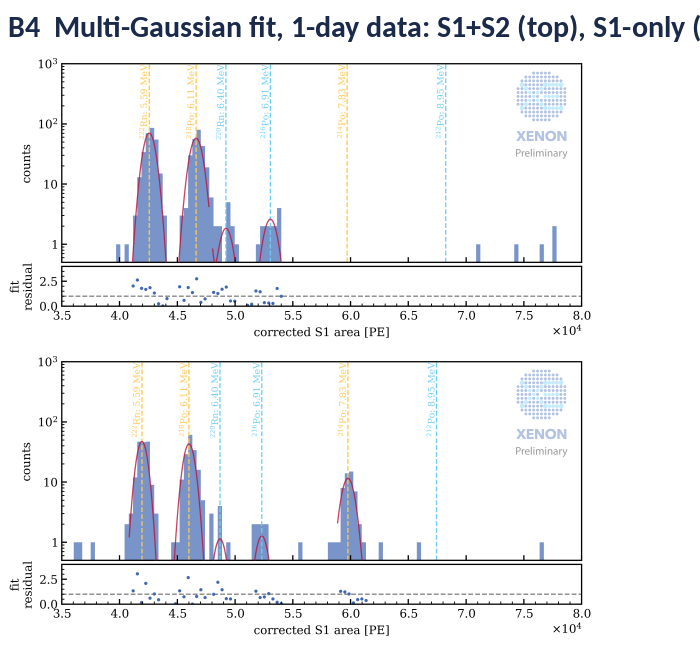 B4 Multi-Gaussian fit, 1-day data: S1+S2 (top), S1-only (
10³
10²
10
1
counts
²²²Rn: 5.59 MeV
²¹⁸Po: 6.11 MeV
²²⁰Rn: 6.40 MeV
²¹⁶Po: 6.91 MeV
²¹⁴Po: 7.83 MeV
²¹²Po: 8.95 MeV
XENON
Preliminary
2.5
0.0
fit
residual
3.5 4.0 4.5 5.0 5.5 6.0 6.5 7.0 7.5 8.0
corrected S1 area [PE]
×10⁴
10³
10²
10
1
counts
²²²Rn: 5.59 MeV
²¹⁸Po: 6.11 MeV
²²⁰Rn: 6.40 MeV
²¹⁶Po: 6.91 MeV
²¹⁴Po: 7.83 MeV
²¹²Po: 8.95 MeV
XENON
Preliminary
2.5
0.0
fit
residual
3.5 4.0 4.5 5.0 5.5 6.0 6.5 7.0 7.5 8.0
corrected S1 area [PE]
×10⁴